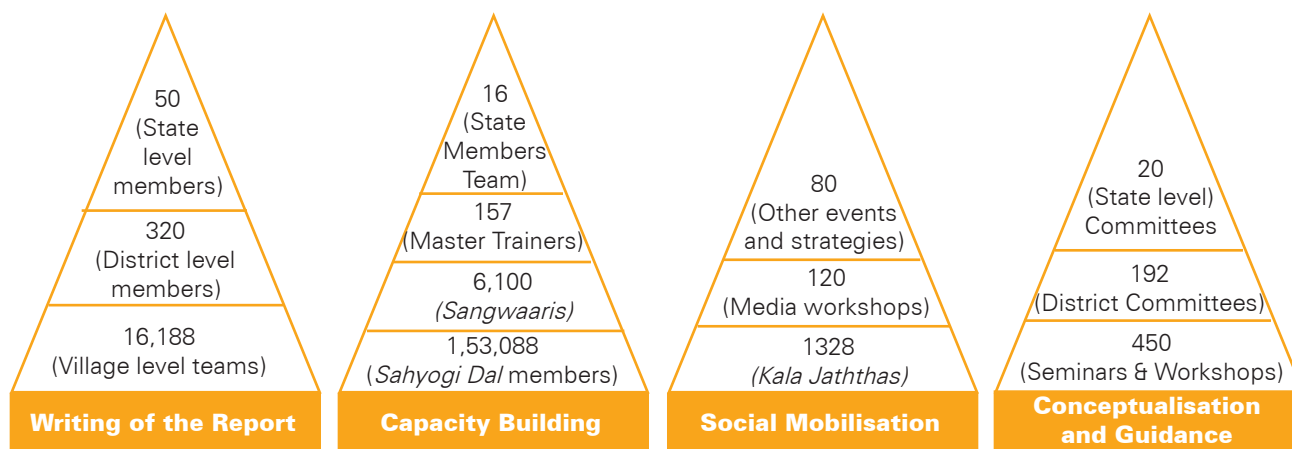 50
(State
level
members)
320
(District level
members)
16,188
(Village level teams)
Writing of the Report
16
(State
Members
Team)
157
(Master Trainers)
6,100
(Sangwaaris)
1,53,088
(Sahyogi Dal members)
Capacity Building
80
(Other events
and strategies)
120
(Media workshops)
1328
(Kala Jaththas)
Social Mobilisation
20
(State level)
Committees
192
(District Committees)
450
(Seminars & Workshops)
Conceptualisation
and Guidance